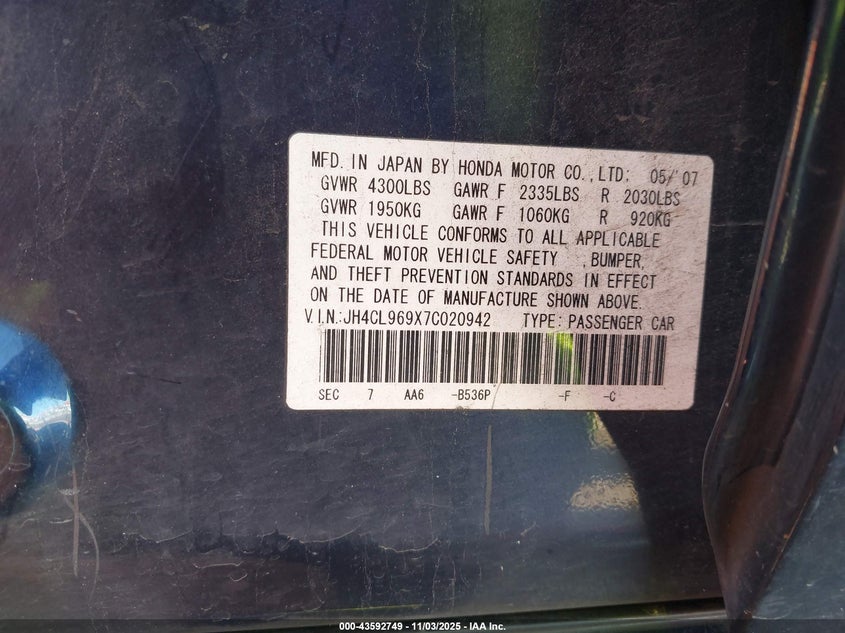 MFD. IN JAPAN BY HONDA MOTOR CO.,LTD: 05/'07
GVWR 4300LBS GAWR F 2335LBS R 2030LBS
GVWR 1950KG GAWR F 1060KG R 920KG
THIS VEHICLE CONFORMS TO ALL APPLICABLE
FEDERAL MOTOR VEHICLE SAFETY ,BUMPER,
AND THEFT PREVENTION STANDARDS IN EFFECT
ON THE DATE OF MANUFACTURE SHOWN ABOVE.
V.I.N.:JH4CL969X7C020942 TYPE: PASSENGER CAR
SEC 7 AA6 -B536P -F -C
000-43592749 - 11/03/2025 - IAA Inc.